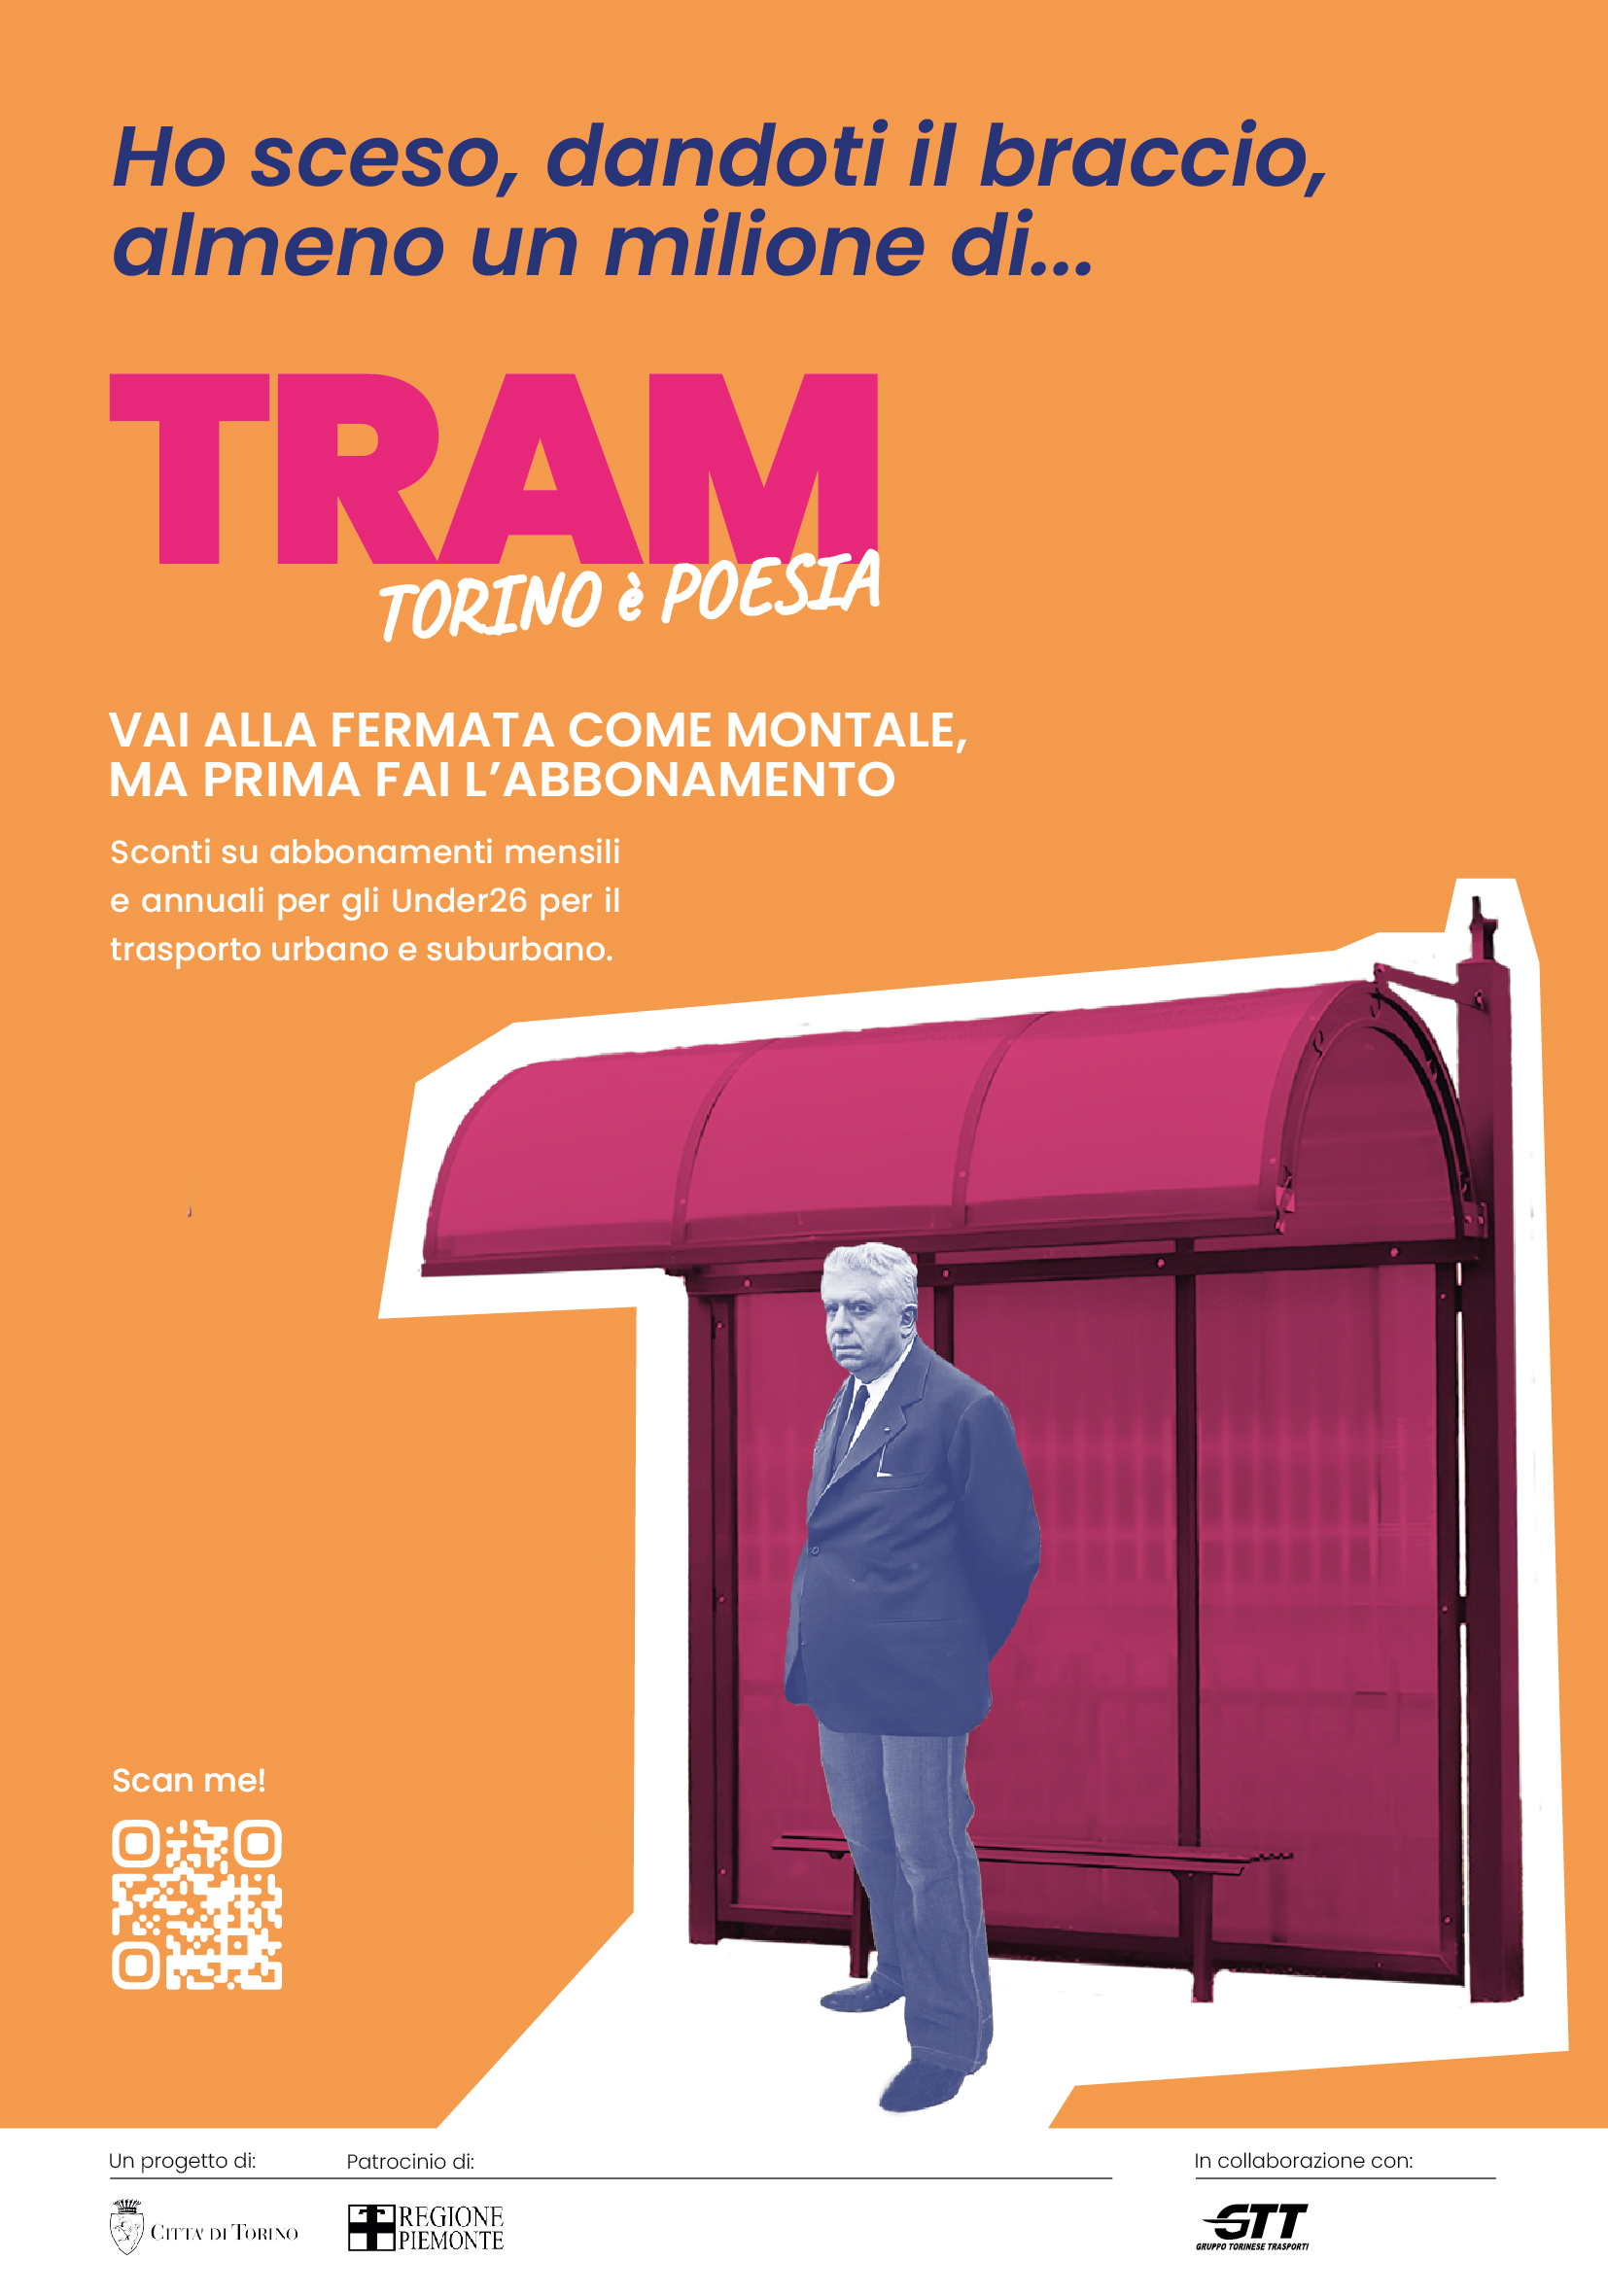 Ho sceso, dandoti il braccio,
almeno un milione di...
TRAM
TORINO è POESIA
VAI ALLA FERMATA COME MONTALE,
MA PRIMA FAI L'ABBONAMENTO
Sconti su abbonamenti mensili
e annuali per gli Under26 per il
trasporto urbano e suburbano.
Scan me!
Un progetto di:
Patrocinio di:
In collaborazione con:
CITTA' DI TORINO
REGIONE
PIEMONTE
GTT
GRUPPO TORINESE TRASPORTI